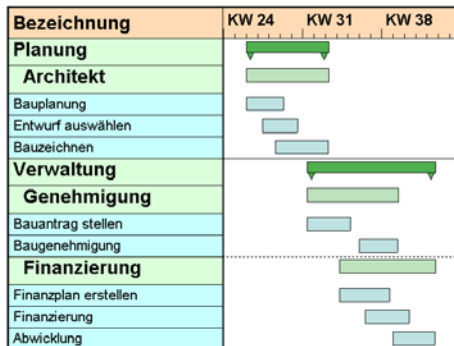 Bezeichnung KW 24 KW 31 KW 38
Planung
Architekt
Bauplanung
Entwurf auswählen
Bauzeichnen
Verwaltung
Genehmigung
Bauantrag stellen
Baugenehmigung
Finanzierung
Finanzplan erstellen
Finanzierung
Abwicklung